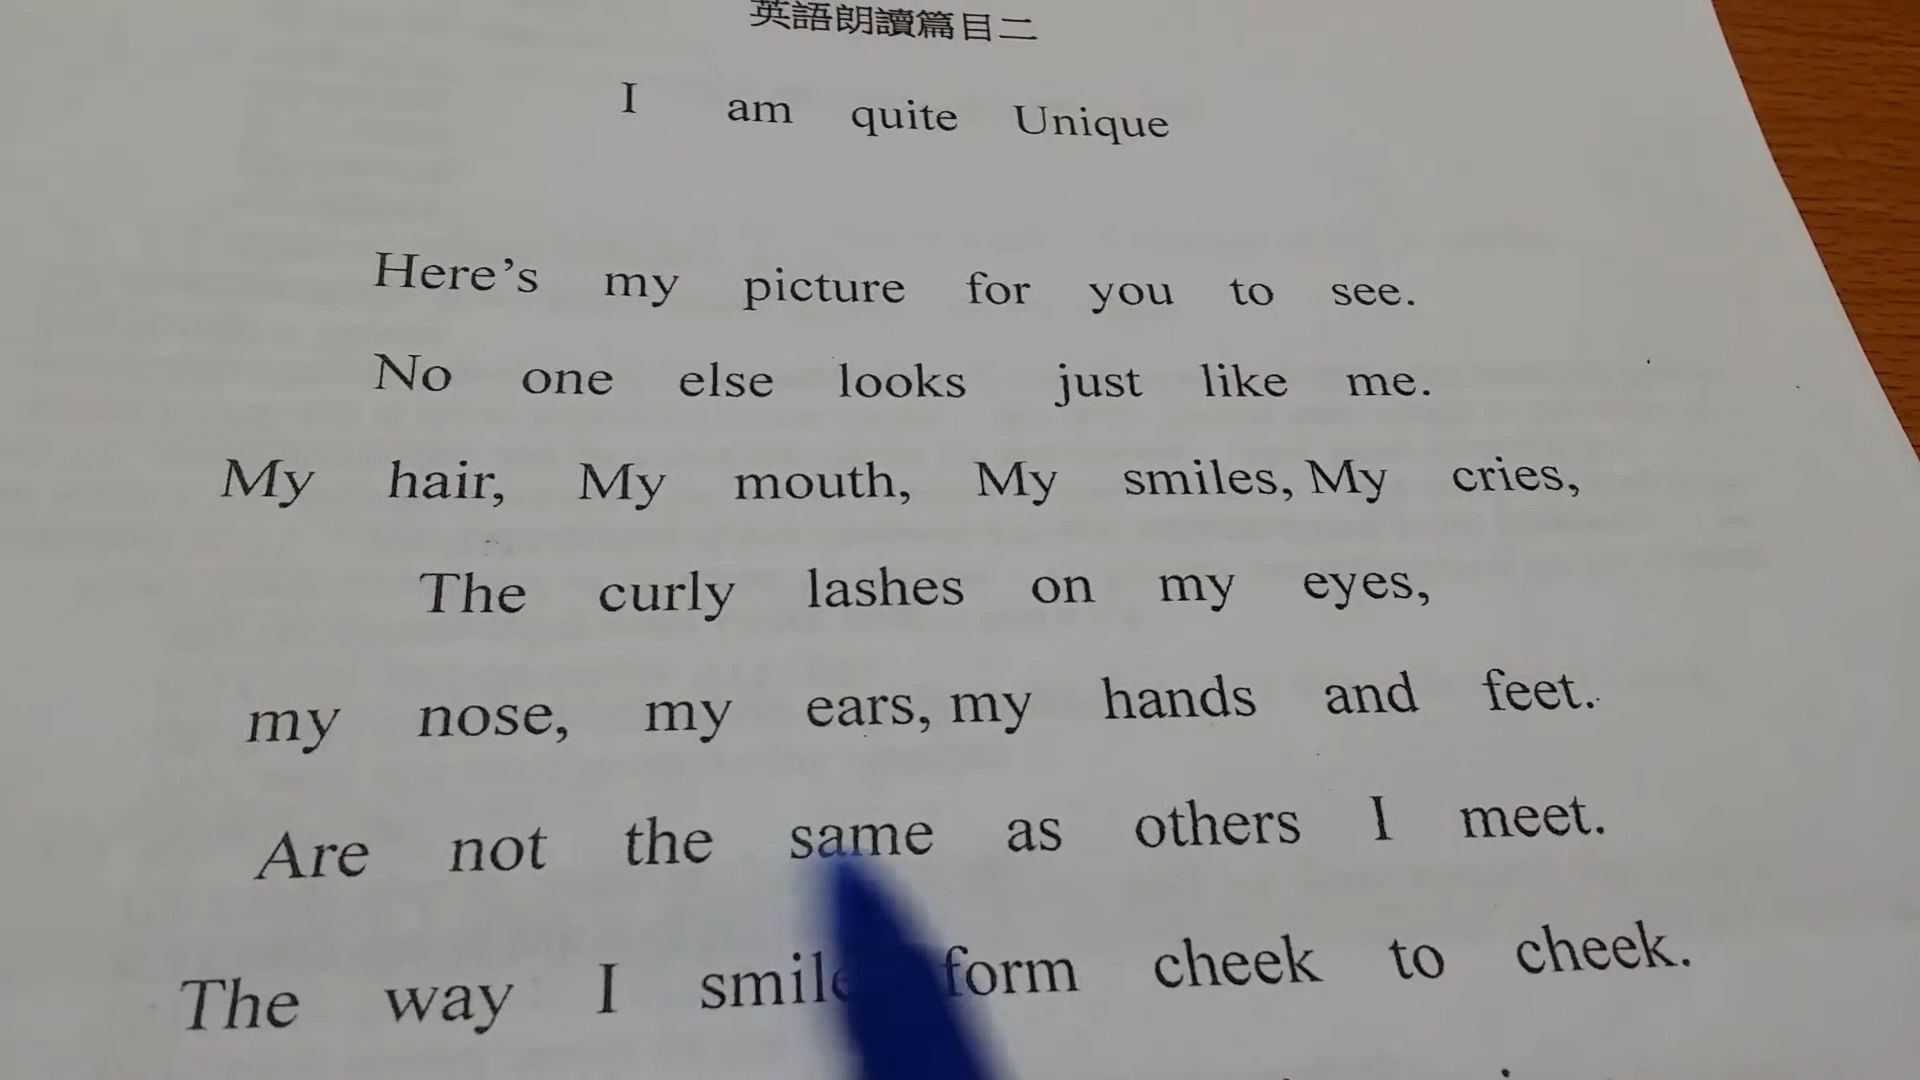 英語朗讀篇目二
I am quite Unique
Here's my picture for you to see.
No one else looks just like me.
My hair, My mouth, My smiles, My cries,
The curly lashes on my eyes,
my nose, my ears, my hands and feet.
Are not the same as others I meet.
The way I smile form cheek to cheek.